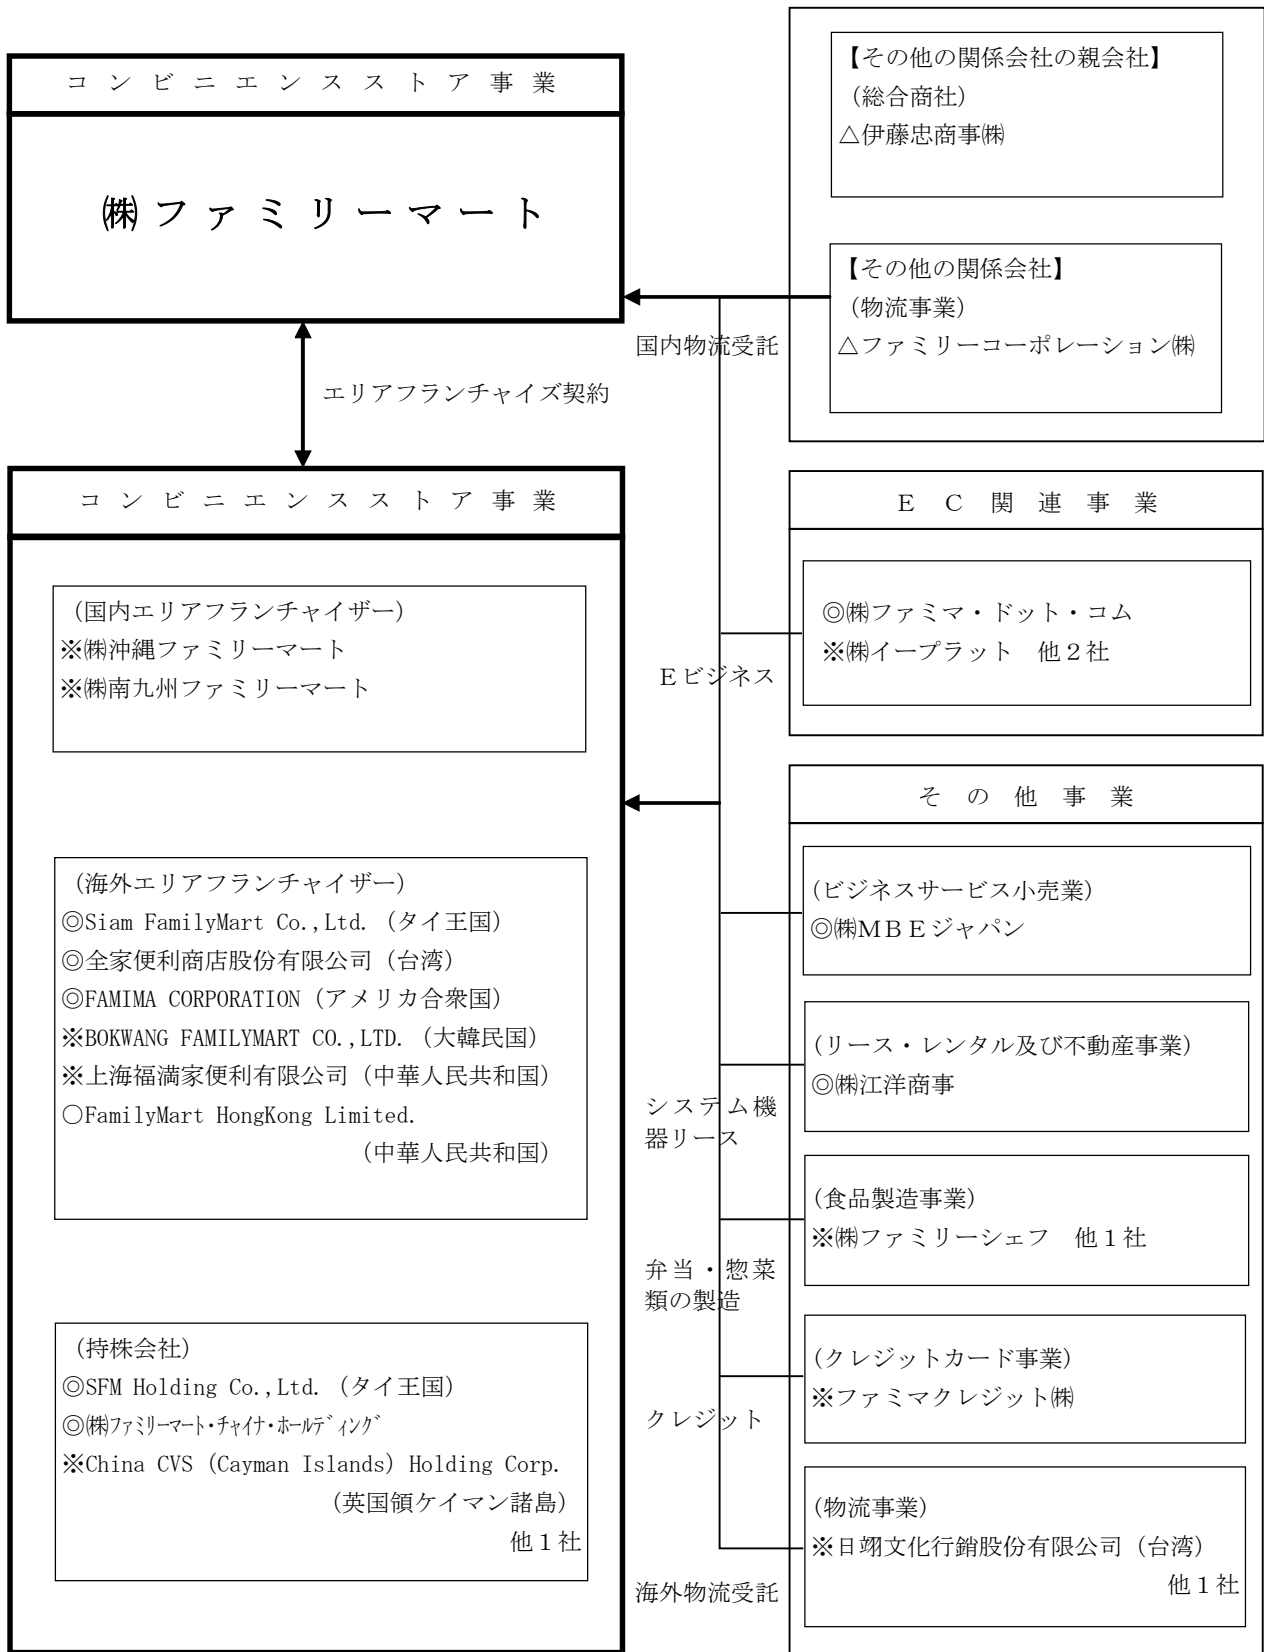 コンビニエンスストア事業
㈱ファミリーマート
エリアフランチャイズ契約
コンビニエンスストア事業
（国内エリアフランチャイザー）
※㈱沖縄ファミリーマート
※㈱南九州ファミリーマート
（海外エリアフランチャイザー）
◎Siam FamilyMart Co.,Ltd.（タイ王国）
◎全家便利商店股份有限公司（台湾）
◎FAMIMA CORPORATION（アメリカ合衆国）
※BOKWANG FAMILYMART CO.,LTD.（大韓民国）
※上海福満家便利有限公司（中華人民共和国）
○FamilyMart HongKong Limited.
（中華人民共和国）
（持株会社）
◎SFM Holding Co.,Ltd.（タイ王国）
◎㈱ﾌｧﾐﾘｰﾏｰﾄ･ﾁｬｲﾅ･ﾎｰﾙﾃﾞｨﾝｸﾞ
※China CVS (Cayman Islands) Holding Corp.
（英国領ケイマン諸島）
他１社
国内物流受託
Ｅビジネス
システム機
器リース
弁当・惣菜
類の製造
クレジット
海外物流受託
【その他の関係会社の親会社】
（総合商社）
△伊藤忠商事㈱
【その他の関係会社】
（物流事業）
△ファミリーコーポレーション㈱
ＥＣ関連事業
◎㈱ファミマ・ドット・コム
※㈱イープラット　他２社
その他事業
（ビジネスサービス小売業）
◎㈱ＭＢＥジャパン
（リース・レンタル及び不動産事業）
◎㈱江洋商事
（食品製造事業）
※㈱ファミリーシェフ　他１社
（クレジットカード事業）
※ファミマクレジット㈱
（物流事業）
※日翊文化行銷股份有限公司（台湾）
他１社